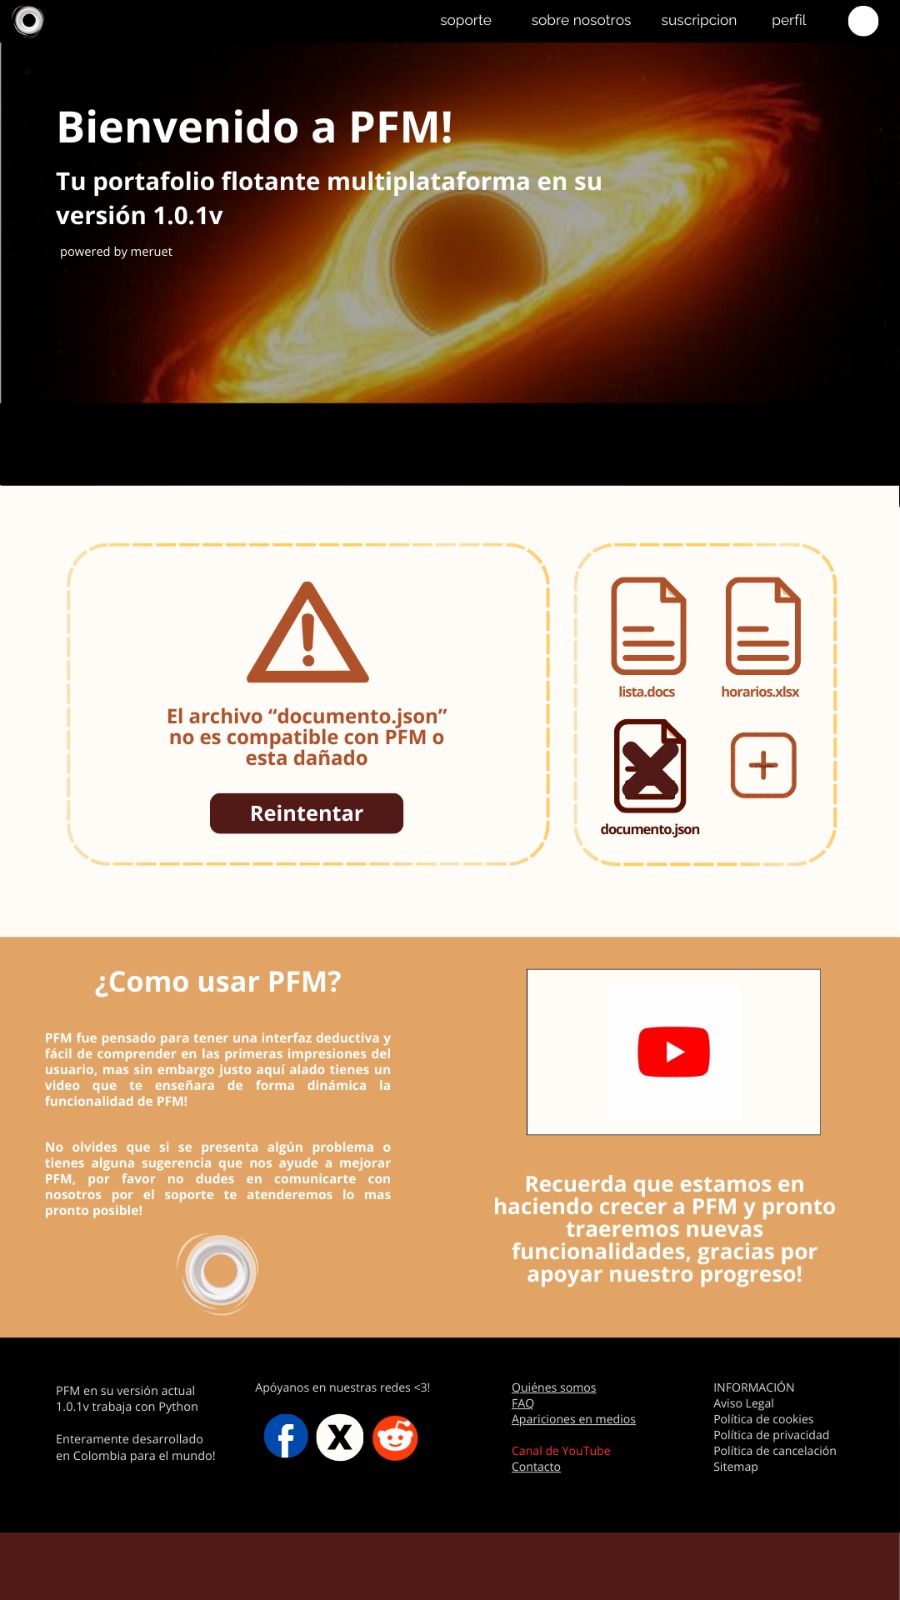 soporte
sobre nosotros
suscripcion
perfil
Bienvenido a PFM!
Tu portafolio flotante multiplataforma en su
versión 1.0.1v
powered by meruet
El archivo “documento.json”
no es compatible con PFM o
esta dañado
Reintentar
lista.docs
horarios.xlsx
documento.json
¿Como usar PFM?
PFM fue pensado para tener una interfaz deductiva y
fácil de comprender en las primeras impresiones del
usuario, mas sin embargo justo aquí alado tienes un
video que te enseñara de forma dinámica la
funcionalidad de PFM!
No olvides que si se presenta algún problema o
tienes alguna sugerencia que nos ayude a mejorar
PFM, por favor no dudes en comunicarte con
nosotros por el soporte te atenderemos lo mas
pronto posible!
Recuerda que estamos en
haciendo crecer a PFM y pronto
traeremos nuevas
funcionalidades, gracias por
apoyar nuestro progreso!
PFM en su versión actual
1.0.1v trabaja con Python
Enteramente desarrollado
en Colombia para el mundo!
Apóyanos en nuestras redes <3!
Quiénes somos
FAQ
Apariciones en medios
Canal de YouTube
Contacto
INFORMACIÓN
Aviso Legal
Política de cookies
Política de privacidad
Política de cancelación
Sitemap